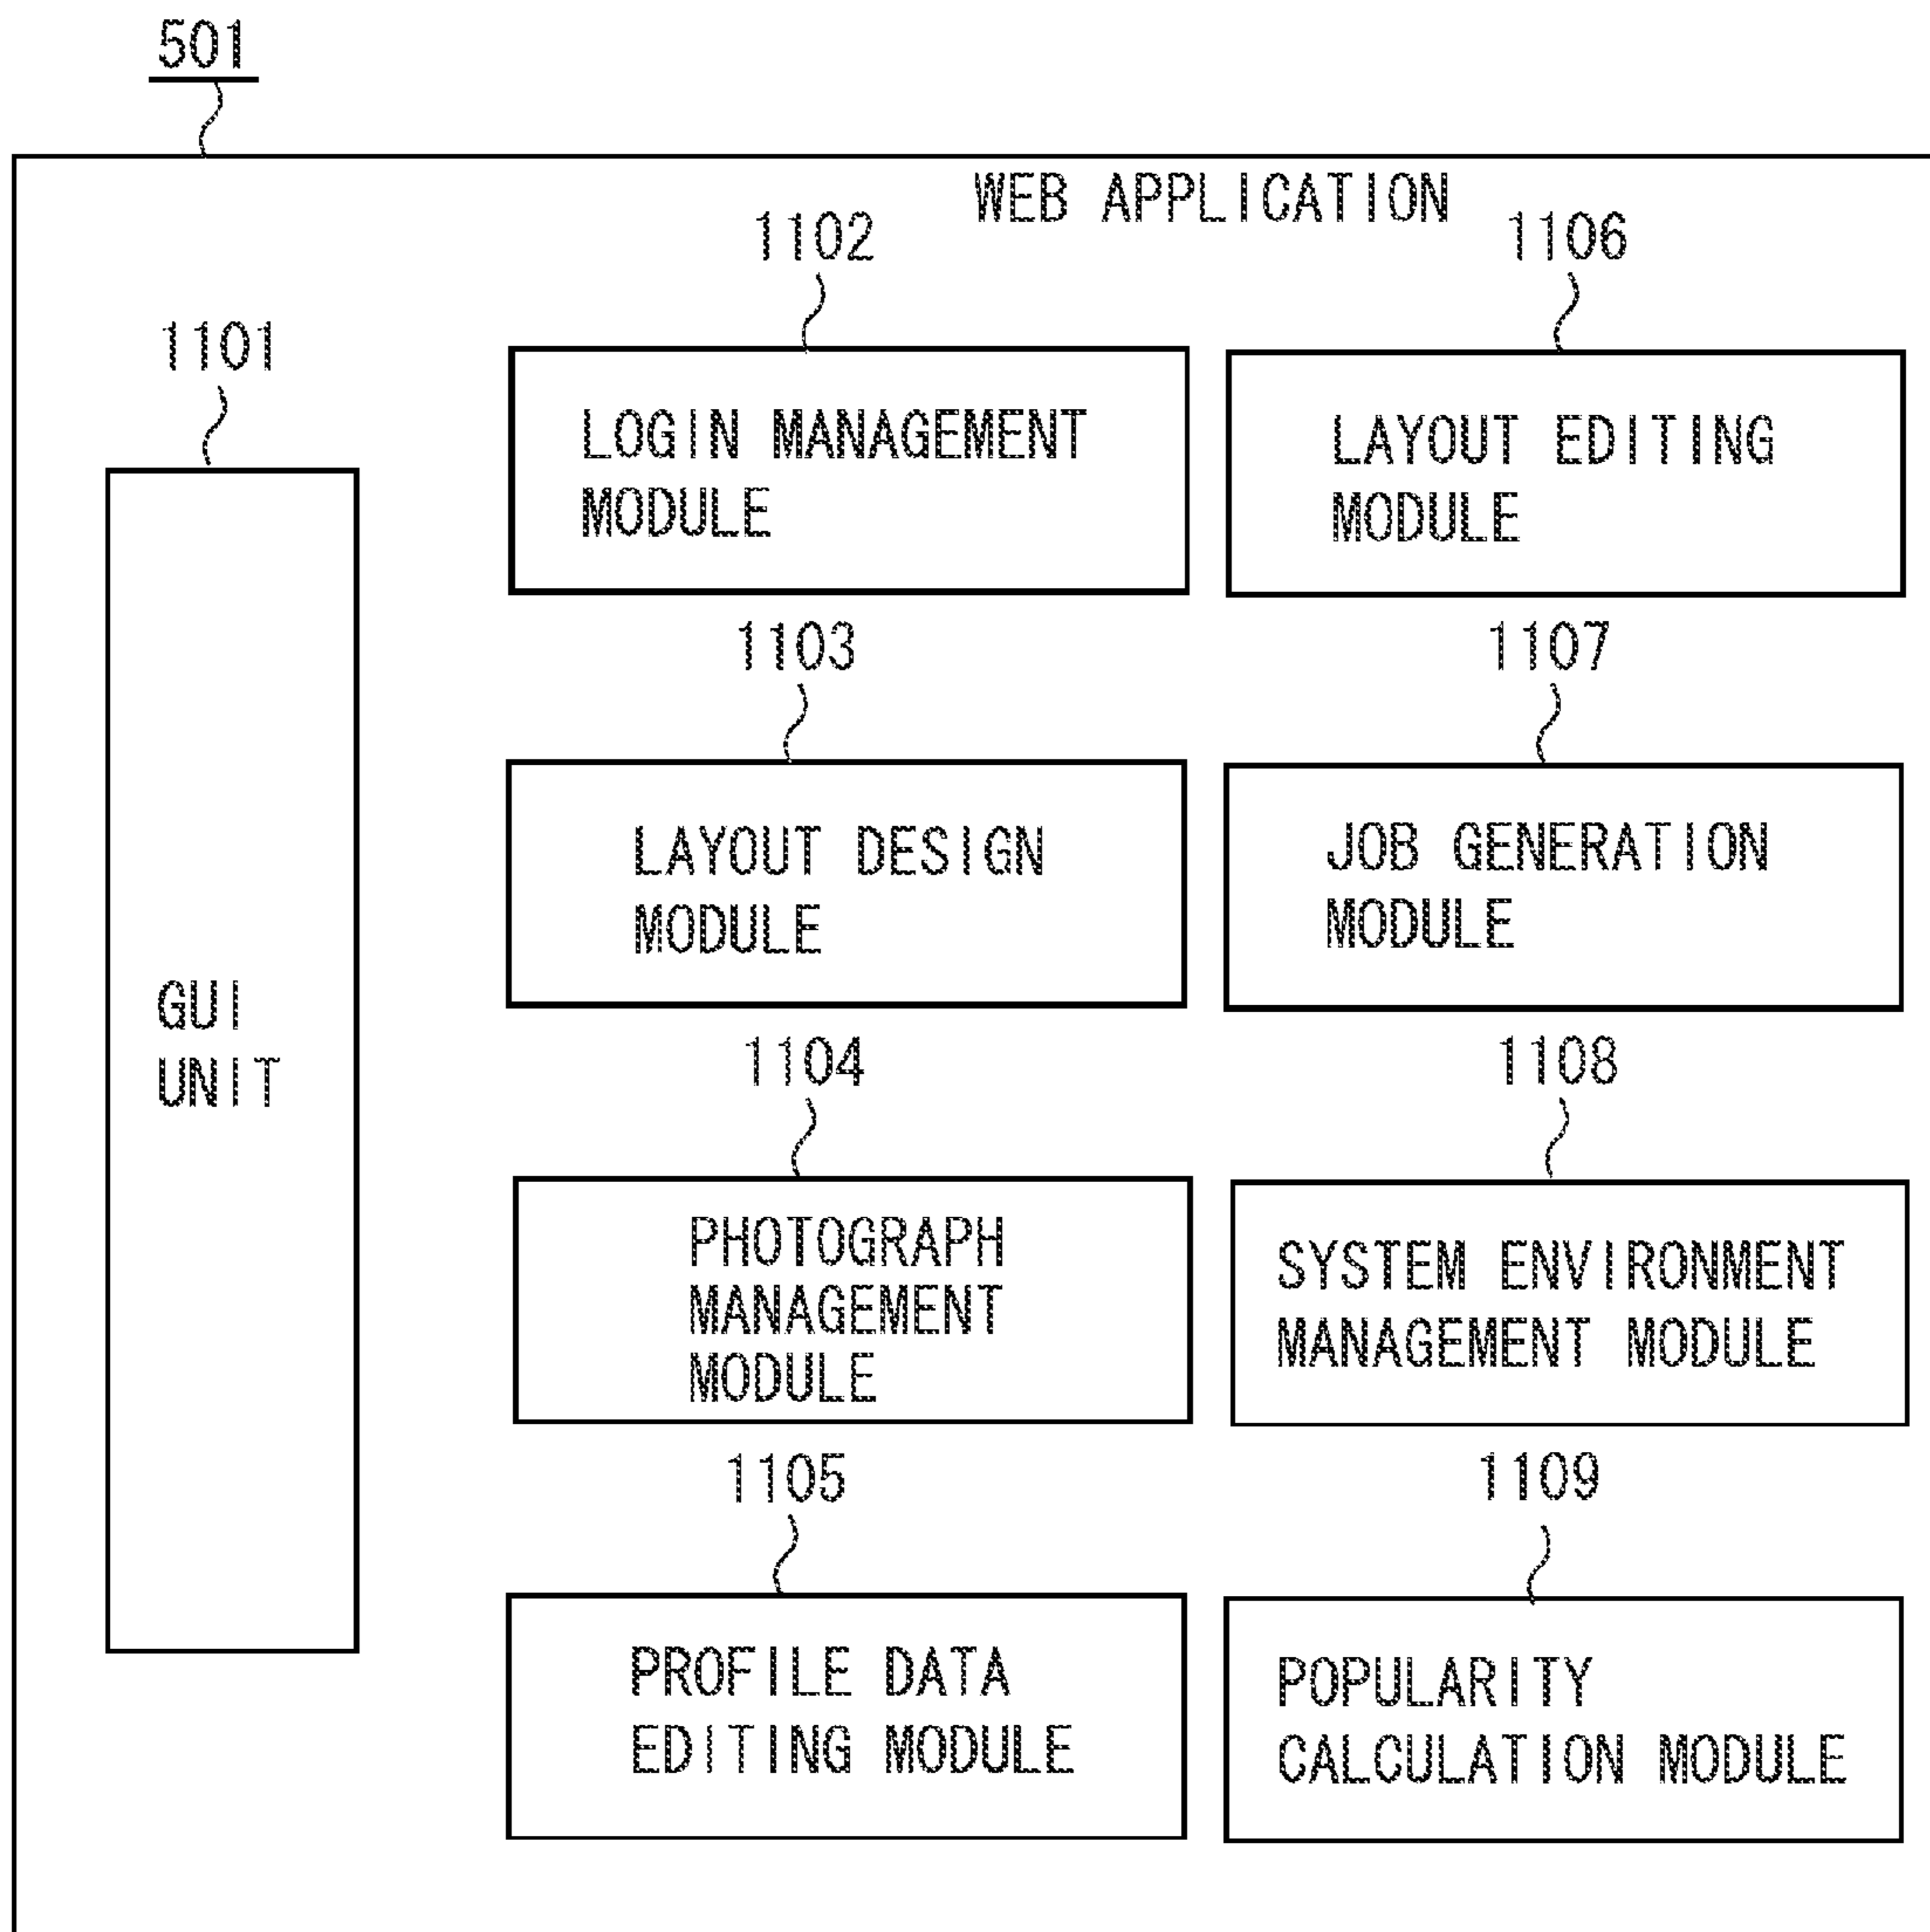 501
WEB APPLICATION
1102
1106
1101
LOGIN MANAGEMENT
MODULE
LAYOUT EDITING
MODULE
1103
1107
LAYOUT DESIGN
MODULE
JOB GENERATION
MODULE
GUI
UNIT
1104
1108
PHOTOGRAPH
MANAGEMENT
MODULE
SYSTEM ENVIRONMENT
MANAGEMENT MODULE
1105
1109
PROFILE DATA
EDITING MODULE
POPULARITY
CALCULATION MODULE